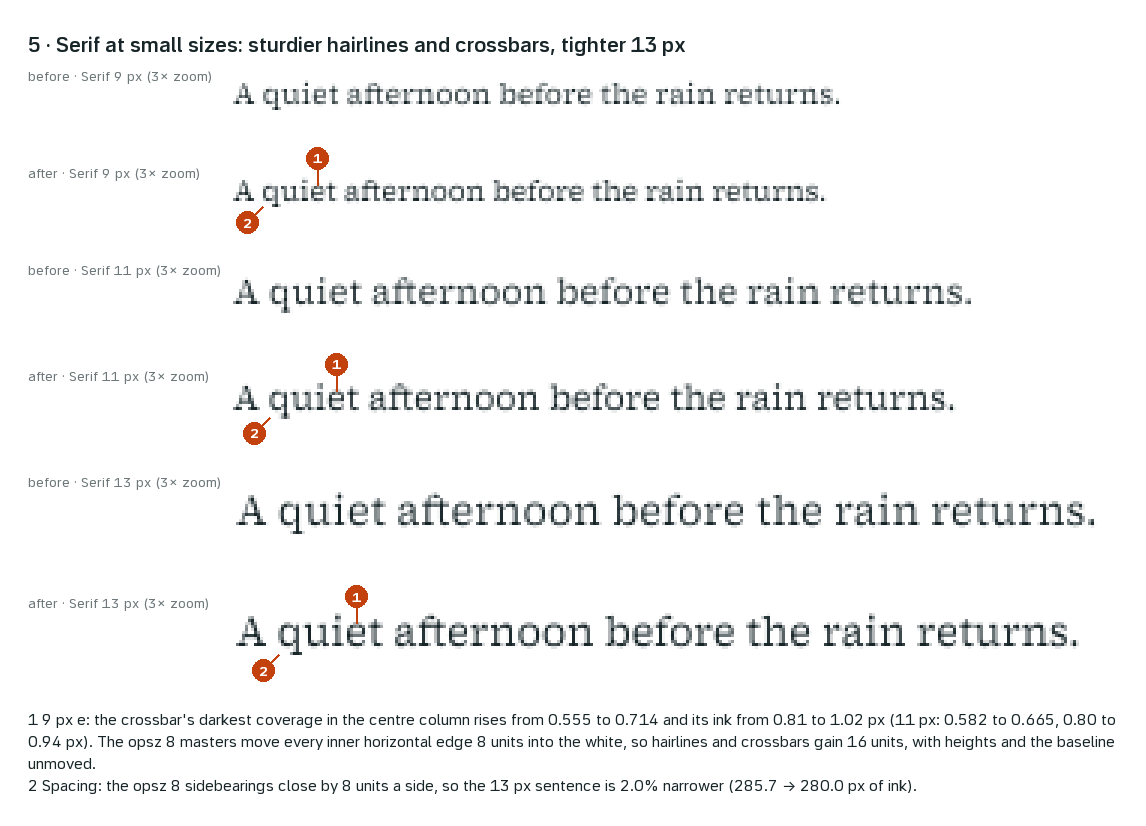 5 · Serif at small sizes: sturdier hairlines and crossbars, tighter 13 px
before · Serif 9 px (3× zoom)
A quiet afternoon before the rain returns.
1
after · Serif 9 px (3× zoom)
A quiet afternoon before the rain returns.
2
before · Serif 11 px (3× zoom)
A quiet afternoon before the rain returns.
1
after · Serif 11 px (3× zoom)
A quiet afternoon before the rain returns.
2
before · Serif 13 px (3× zoom)
A quiet afternoon before the rain returns.
1
after · Serif 13 px (3× zoom)
A quiet afternoon before the rain returns.
2
1 9 px e: the crossbar's darkest coverage in the centre column rises from 0.555 to 0.714 and its ink from 0.81 to 1.02 px (11 px: 0.582 to 0.665, 0.80 to
0.94 px). The opsz 8 masters move every inner horizontal edge 8 units into the white, so hairlines and crossbars gain 16 units, with heights and the baseline
unmoved.
2 Spacing: the opsz 8 sidebearings close by 8 units a side, so the 13 px sentence is 2.0% narrower (285.7 → 280.0 px of ink).